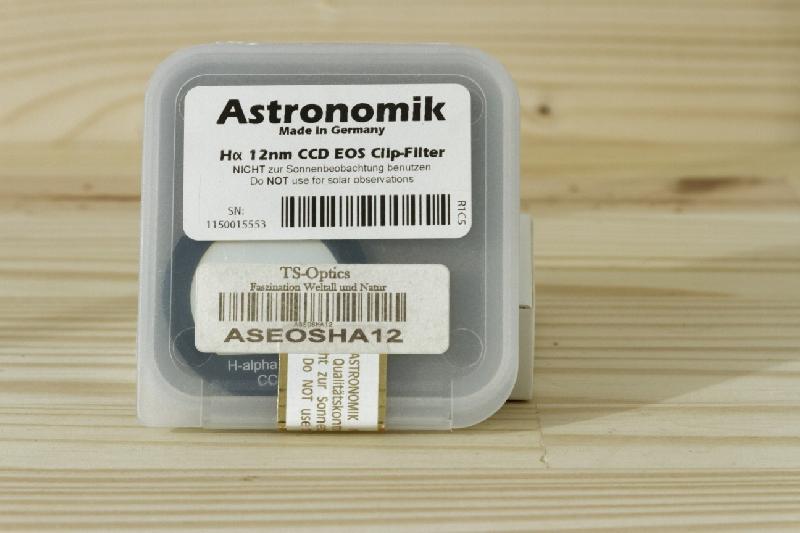 Astronomik
Made in Germany
Hα 12nm CCD EOS Clip-Filter
NICHT zur Sonnenbeobachtung benutzen
Do NOT use for solar observations
SN:
1150015553
R1C5
TS-Optics
Faszination Weltall und Natur
ASEOSHA12
ASEOSHA12
H-alpha
CC
ASTRONOMIK
Qualitätskont
ht zur Sonne
Do NOT use